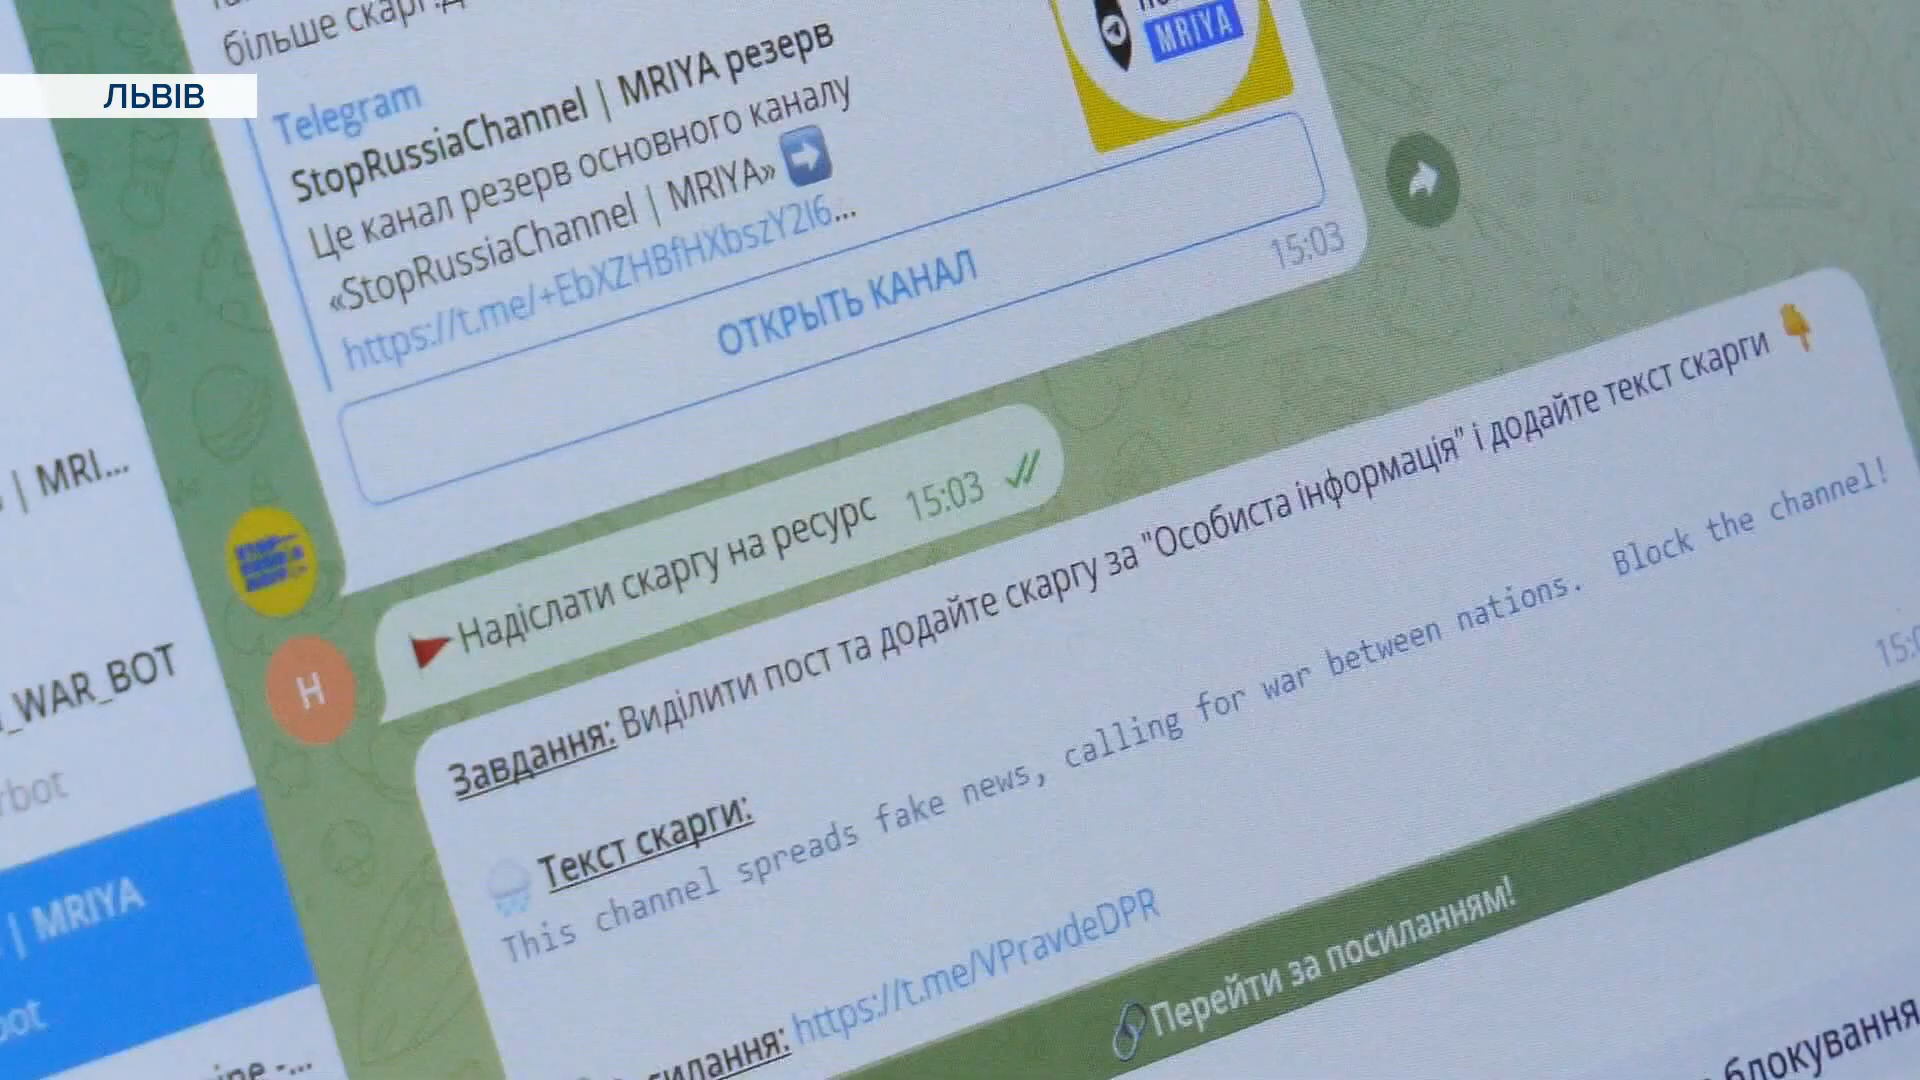 більше скарг
ЛЬВІВ
Telegram
StopRussiaChannel | MRIYA резерв
Це канал резерв основного каналу
«StopRussiaChannel | MRIYA» ➡
https://t.me/+EbXZHBfHXbszY2I6...
MRIYA
ОТКРЫТЬ КАНАЛ
15:03
| MRI...
🚩Надіслати скаргу на ресурс 15:03
Н
_WAR_BOT
bot
| MRIYA
Завдання: Виділити пост та додайте скаргу за "Особиста інформація" і додайте текст скарги 👇
🌨 Текст скарги:
This channel spreads fake news, calling for war between nations. Block the channel!
https://t.me/VPravdeDPR
🔗Перейти за посиланням!
блокування